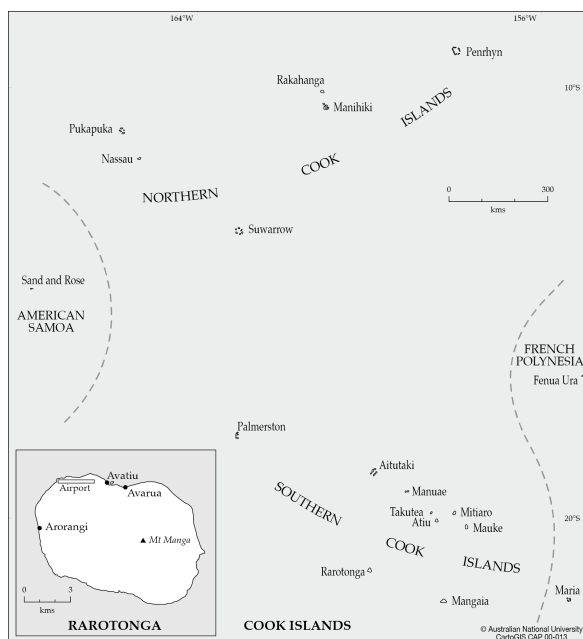 164°W
156°W
Penrhyn
10°S
Rakahanga
Manihiki
ISLANDS
COOK
Pukapuka
Nassau
NORTHERN
0 300
kms
Suwarrow
Sand and Rose
AMERICAN
SAMOA
FRENCH
POLYNESIA
Fenua Ura
Palmerston
Aitutaki
SOUTHERN
Manuae
Takutea
Mitiaro
Atiu
Mauke
20°S
COOK
ISLANDS
Rarotonga
Mangaia
Maria
Avatiu
Airport
Avarua
Arorangi
Mt Manga
0 3
kms
RAROTONGA
COOK ISLANDS
© Australian National University
CartoGIS CAP 00-013